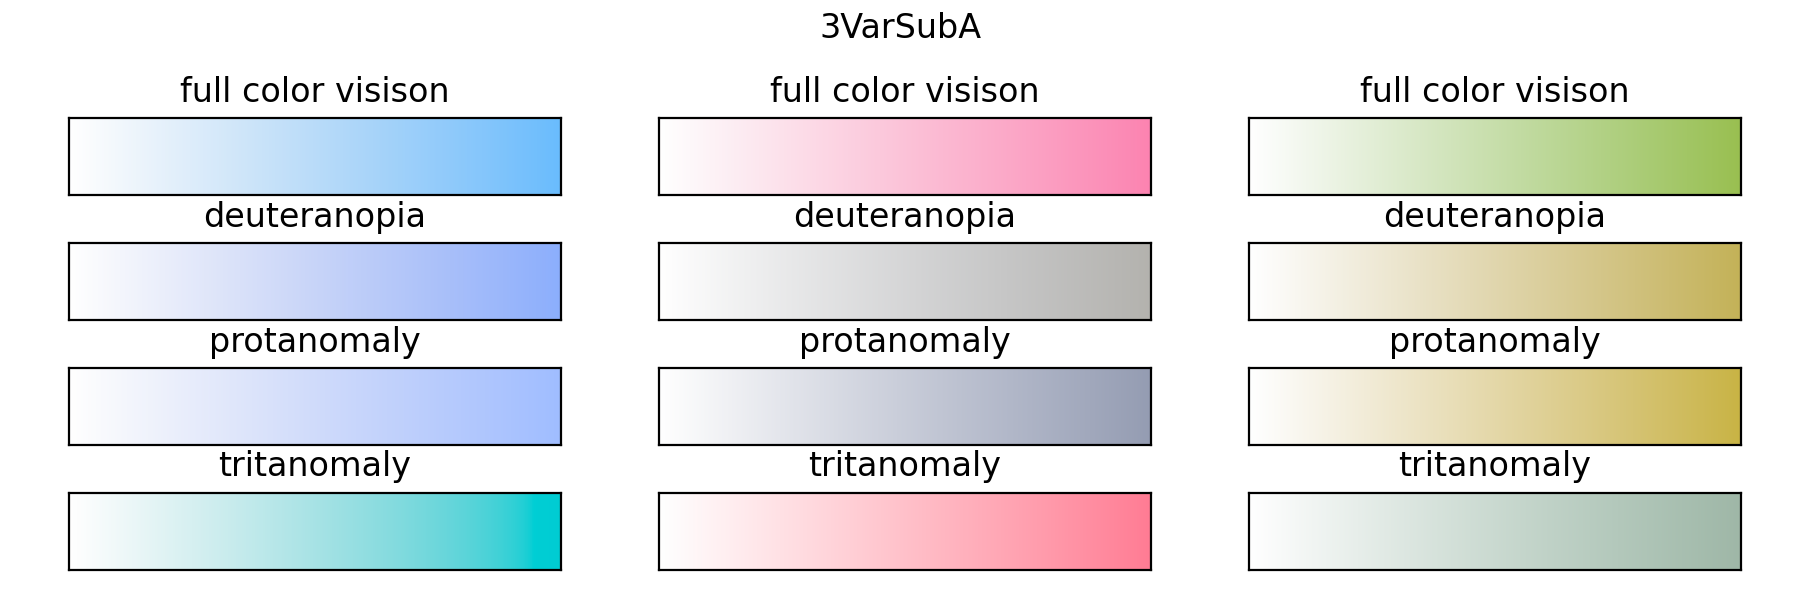 3VarSubA
full color visison
full color visison
full color visison
deuteranopia
deuteranopia
deuteranopia
protanomaly
protanomaly
protanomaly
tritanomaly
tritanomaly
tritanomaly